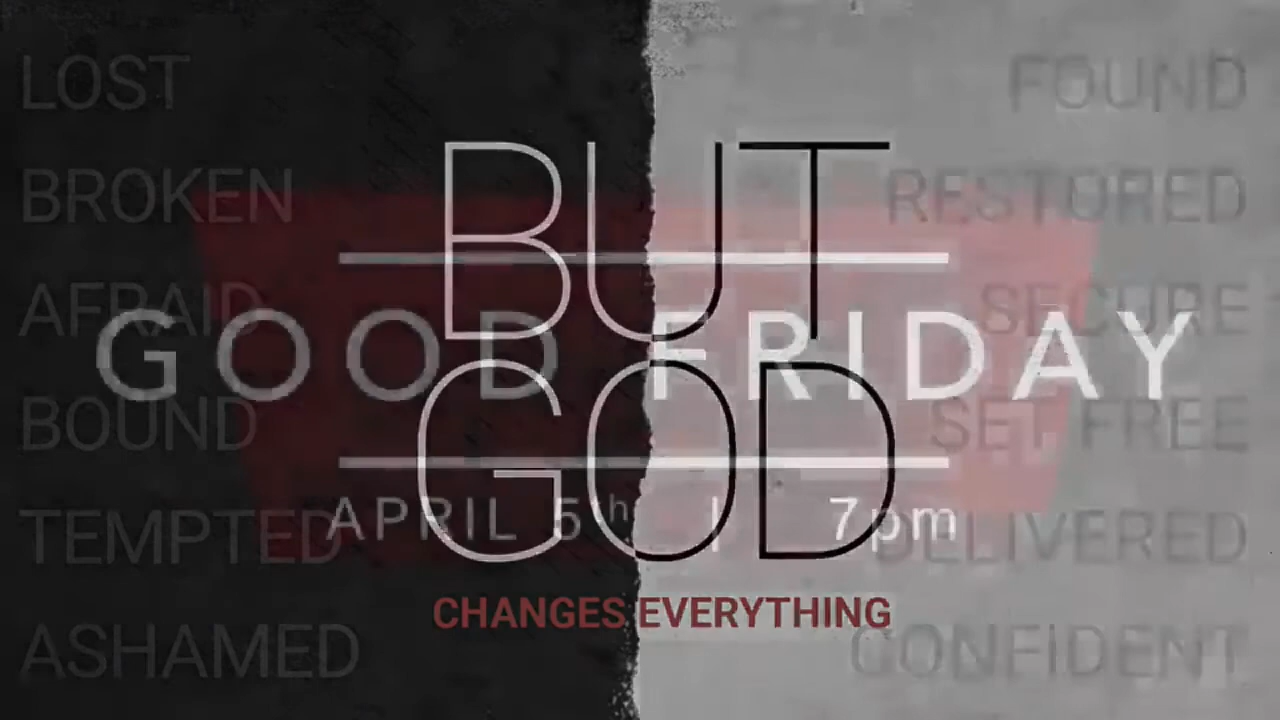 LOST FOUND
BUT
BROKEN RESTORED
AFRAID SECURE
GOOD FRIDAY
GOD
BOUND SET FREE
APRIL 5th | 7pm
TEMPTED DELIVERED
CHANGES EVERYTHING
ASHAMED CONFIDENT